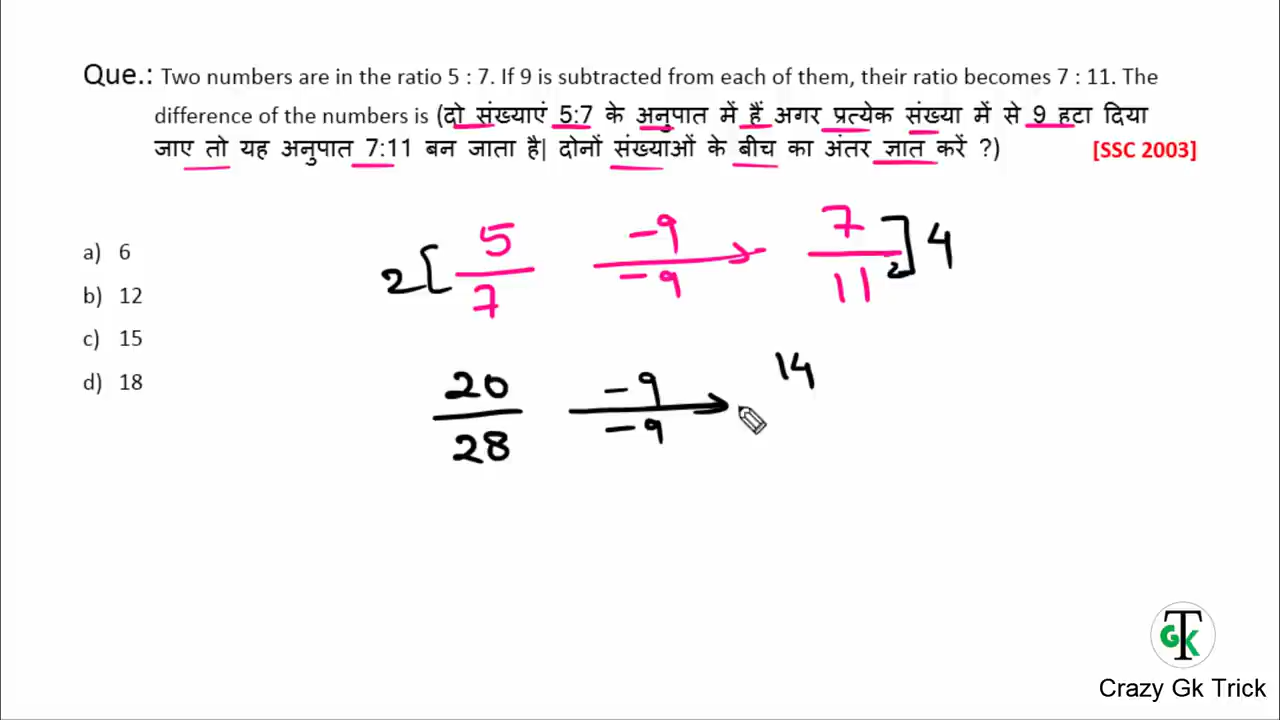 Que.: Two numbers are in the ratio 5 : 7. If 9 is subtracted from each of them, their ratio becomes 7 : 11. The
difference of the numbers is (दो संख्याएं 5:7 के अनुपात में हैं अगर प्रत्येक संख्या में से 9 हटा दिया
जाए तो यह अनुपात 7:11 बन जाता है| दोनों संख्याओं के बीच का अंतर ज्ञात करें ?) [SSC 2003]
5 -9 7
2[ ]4
7 -9 11 2
a) 6
b) 12
c) 15
d) 18
20 -9 14
28 -9
TGK
Crazy Gk Trick